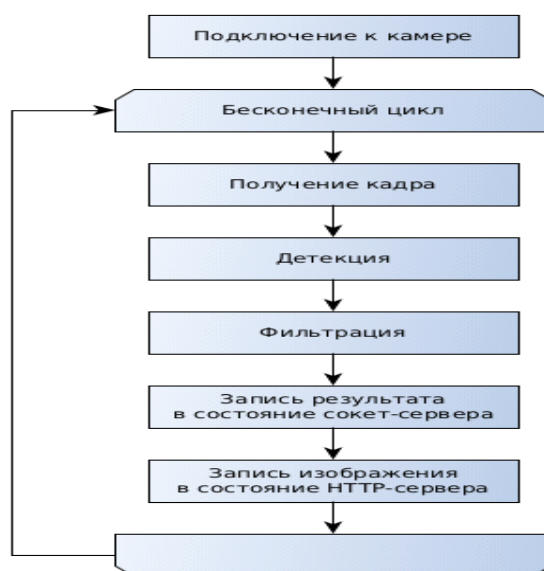 Подключение к камере
Бесконечный цикл
Получение кадра
Детекция
Фильтрация
Запись результата
в состояние сокет-сервера
Запись изображения
в состояние HTTP-сервера